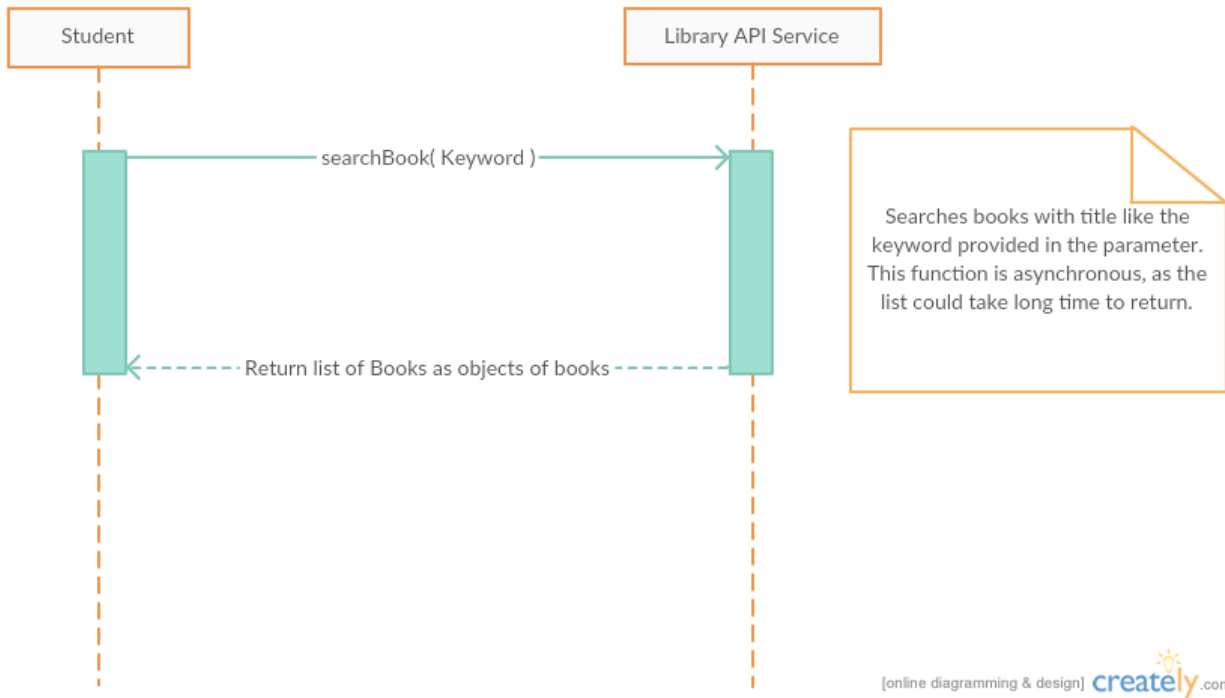 Student
Library API Service
searchBook( Keyword )
Searches books with title like the
keyword provided in the parameter.
This function is asynchronous, as the
list could take long time to return.
Return list of Books as objects of books
[online diagramming & design] creately.com